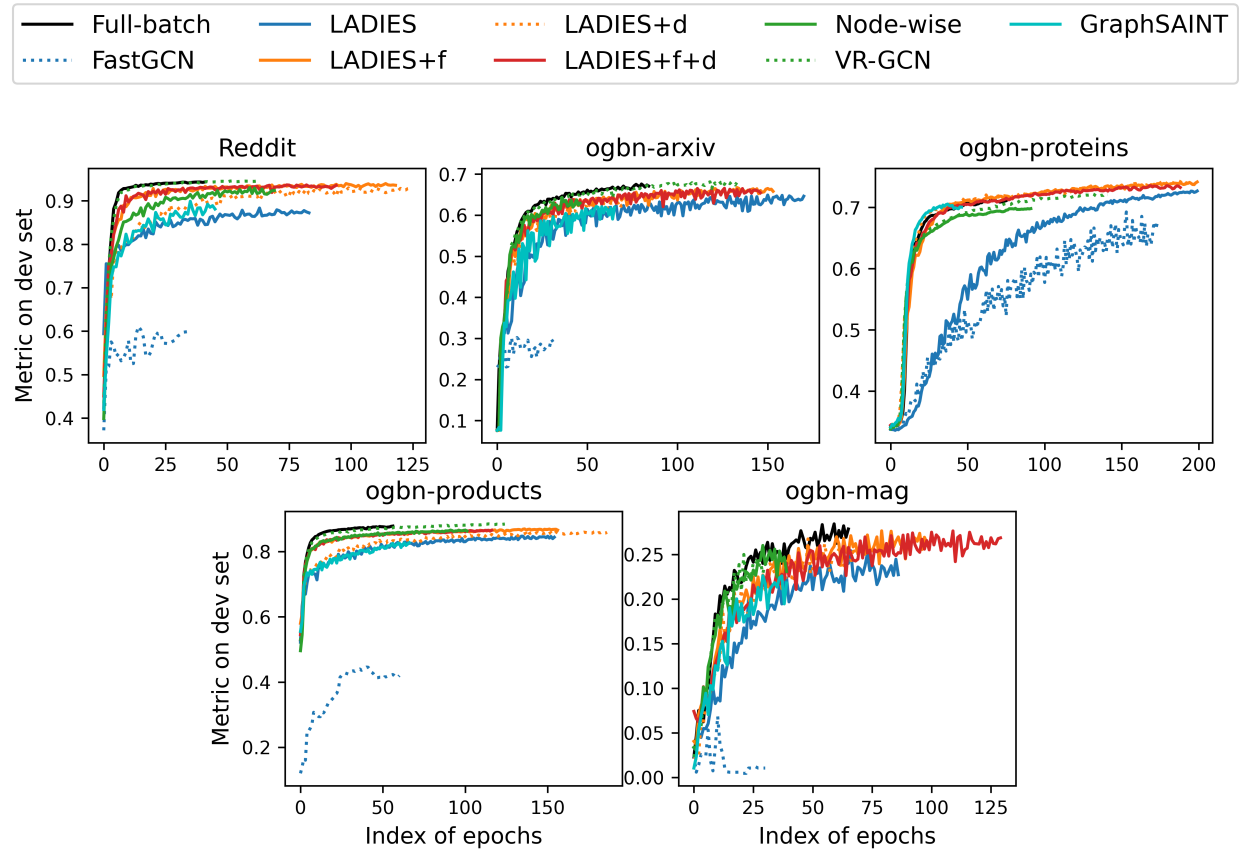 Full-batch LADIES LADIES+d Node-wise GraphSAINT
FastGCN LADIES+f LADIES+f+d VR-GCN
Reddit ogbn-arxiv ogbn-proteins
Metric on dev set
0.9
0.8
0.7
0.6
0.5
0.4
0 25 50 75 100 125
0.7
0.6
0.5
0.4
0.3
0.2
0.1
0 50 100 150
0.7
0.6
0.5
0.4
0 50 100 150 200
ogbn-products ogbn-mag
Metric on dev set
0.8
0.6
0.4
0.2
0 50 100 150
Index of epochs
0.25
0.20
0.15
0.10
0.05
0.00
0 25 50 75 100 125
Index of epochs